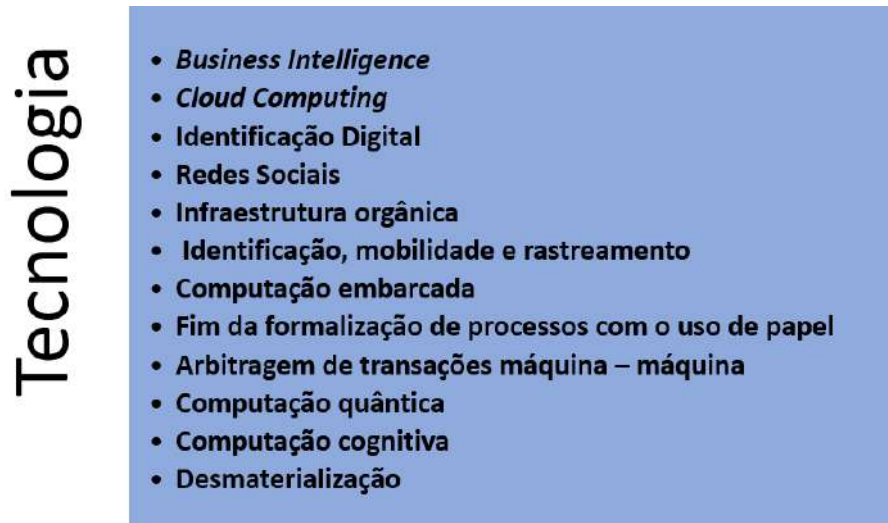 Tecnologia
• Business Intelligence
• Cloud Computing
• Identificação Digital
• Redes Sociais
• Infraestrutura orgânica
• Identificação, mobilidade e rastreamento
• Computação embarcada
• Fim da formalização de processos com o uso de papel
• Arbitragem de transações máquina – máquina
• Computação quântica
• Computação cognitiva
• Desmaterialização